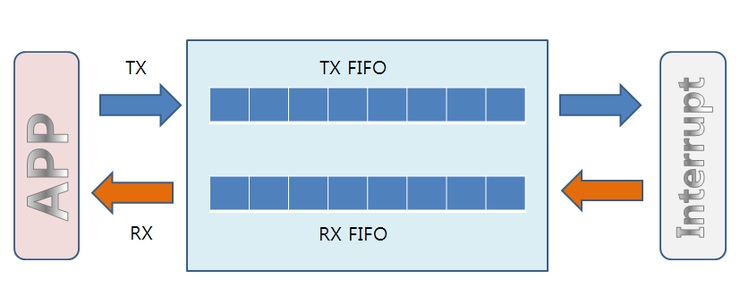 APP
TX
TX FIFO
RX
RX FIFO
Interrupt